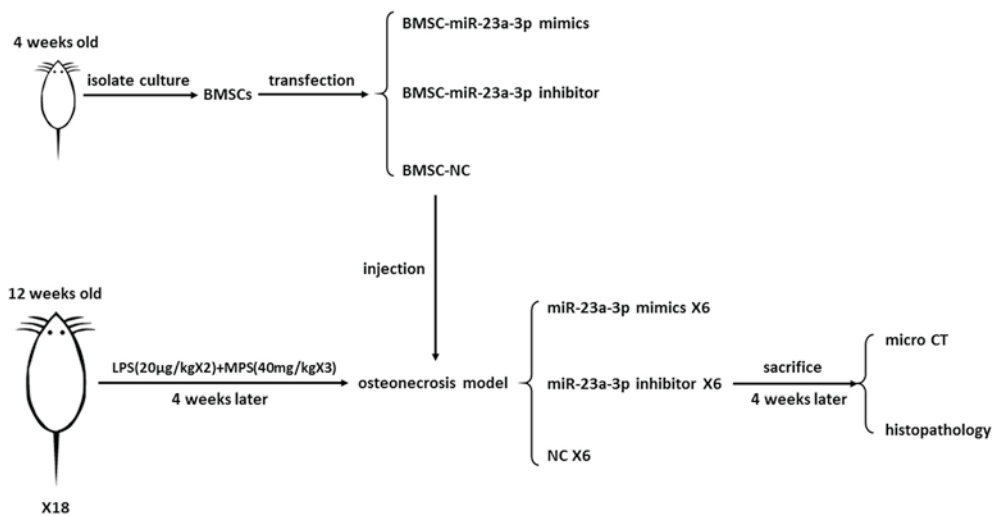 BMSC-miR-23a-3p mimics
4 weeks old
isolate culture
BMSCs
transfection
BMSC-miR-23a-3p inhibitor
BMSC-NC
injection
12 weeks old
LPS(20μg/kgX2)+MPS(40mg/kgX3)
4 weeks later
osteonecrosis model
miR-23a-3p mimics X6
miR-23a-3p inhibitor X6
NC X6
sacrifice
4 weeks later
micro CT
histopathology
X18